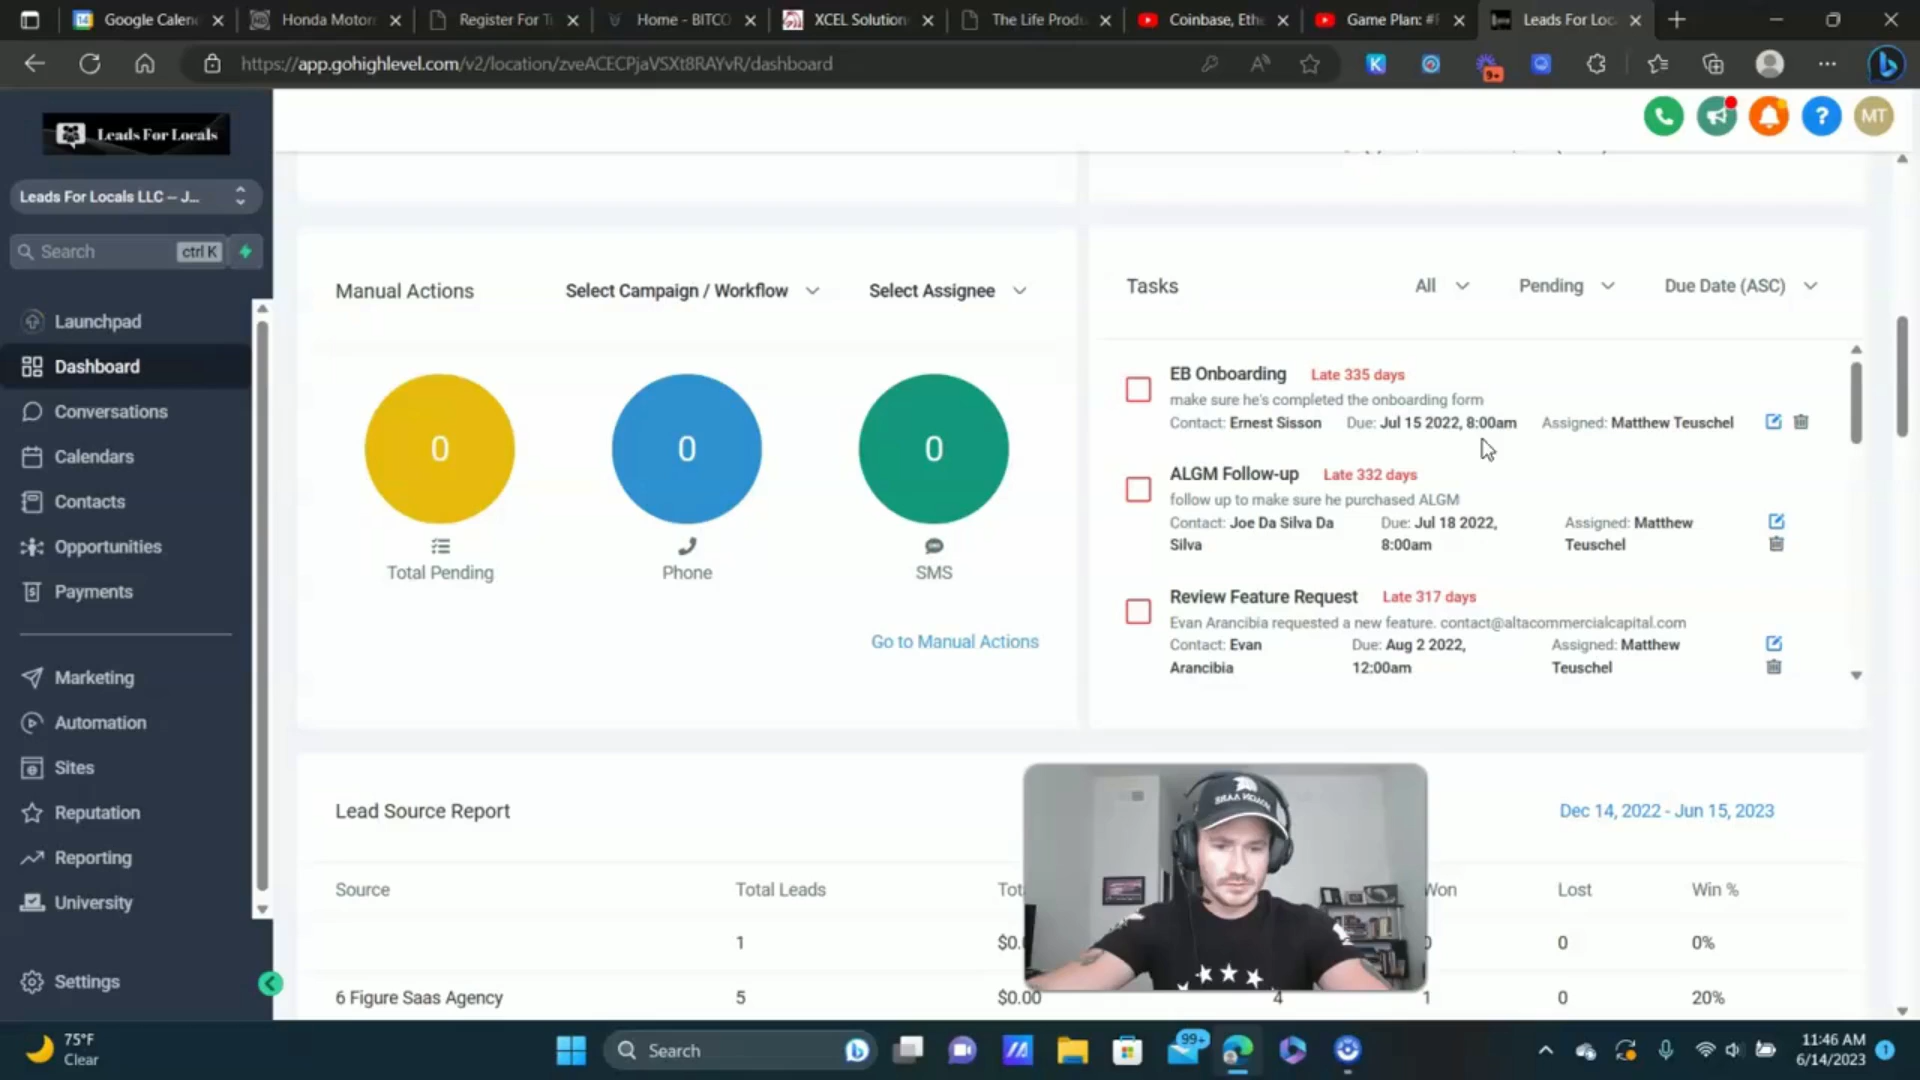 Google Calen
Honda Motor
Register For T
Home - BITCO
XCEL Solution
The Life Produ
Coinbase, Eth
Game Plan: #
Leads For Loc
https://app.gohighlevel.com/v2/location/zveACECPjaVSXt8RAYvR/dashboard
9+
Leads For Locals
MT
Leads For Locals LLC – J...
Search
ctrl K
Launchpad
Dashboard
Conversations
Calendars
Contacts
Opportunities
Payments
Marketing
Automation
Sites
Reputation
Reporting
University
Settings
Manual Actions
Select Campaign / Workflow
Select Assignee
0
0
0
Total Pending
Phone
SMS
Go to Manual Actions
Tasks
All
Pending
Due Date (ASC)
EB Onboarding Late 335 days
make sure he's completed the onboarding form
Contact: Ernest Sisson Due: Jul 15 2022, 8:00am Assigned: Matthew Teuschel
ALGM Follow-up Late 332 days
follow up to make sure he purchased ALGM
Contact: Joe Da Silva Da Due: Jul 18 2022, Assigned: Matthew
Silva 8:00am Teuschel
Review Feature Request Late 317 days
Evan Arancibia requested a new feature. contact@altacommercialcapital.com
Contact: Evan Due: Aug 2 2022, Assigned: Matthew
Arancibia 12:00am Teuschel
Lead Source Report
Dec 14, 2022 - Jun 15, 2023
Source Total Leads Tot Won Lost Win %
1 $0. 0 0 0%
6 Figure Saas Agency 5 $0.00 4 1 0 20%
75°F
Clear
Search
99+
11:46 AM
6/14/2023
1